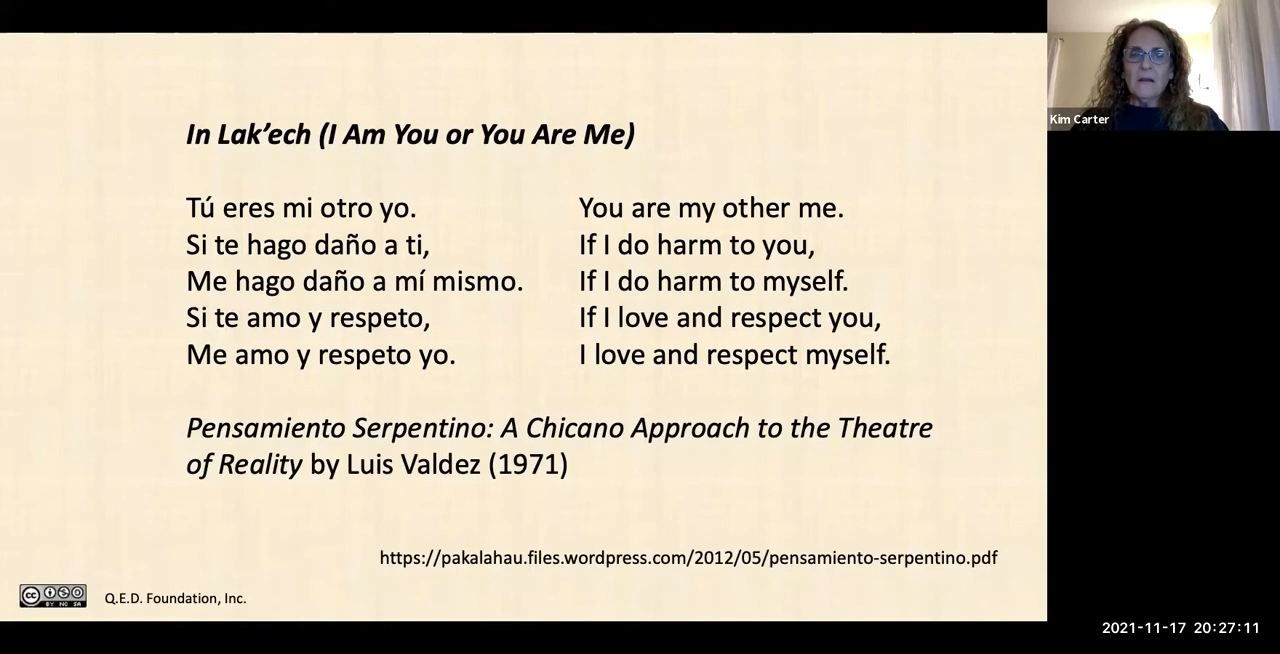 In Lak’ech (I Am You or You Are Me)
Tú eres mi otro yo.
Si te hago daño a ti,
Me hago daño a mí mismo.
Si te amo y respeto,
Me amo y respeto yo.
You are my other me.
If I do harm to you,
If I do harm to myself.
If I love and respect you,
I love and respect myself.
Pensamiento Serpentino: A Chicano Approach to the Theatre
of Reality by Luis Valdez (1971)
https://pakalahau.files.wordpress.com/2012/05/pensamiento-serpentino.pdf
cc
BY NC SA
Q.E.D. Foundation, Inc.
Kim Carter
2021-11-17 20:27:11